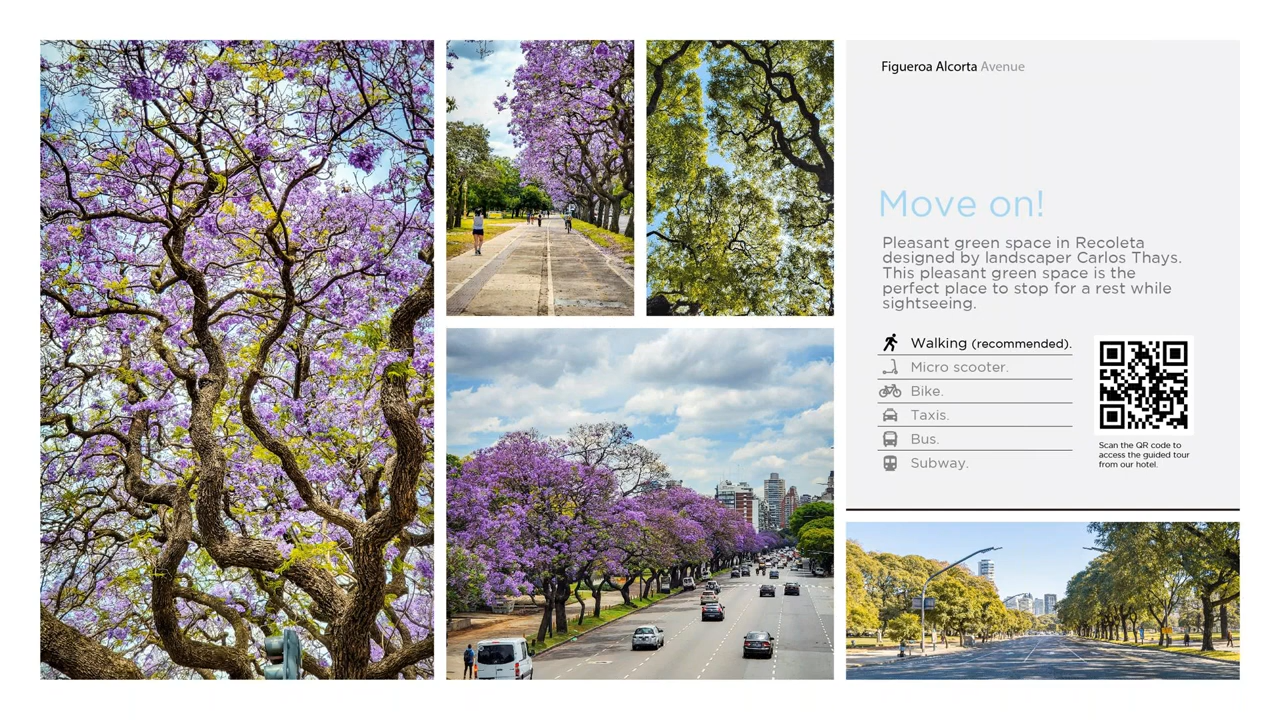 Figueroa Alcorta Avenue
Move on!
Pleasant green space in Recoleta
designed by landscaper Carlos Thays.
This pleasant green space is the
perfect place to stop for a rest while
sightseeing.
Walking (recommended).
Micro scooter.
Bike.
Taxis.
Bus.
Subway.
Scan the QR code to
access the guided tour
from our hotel.